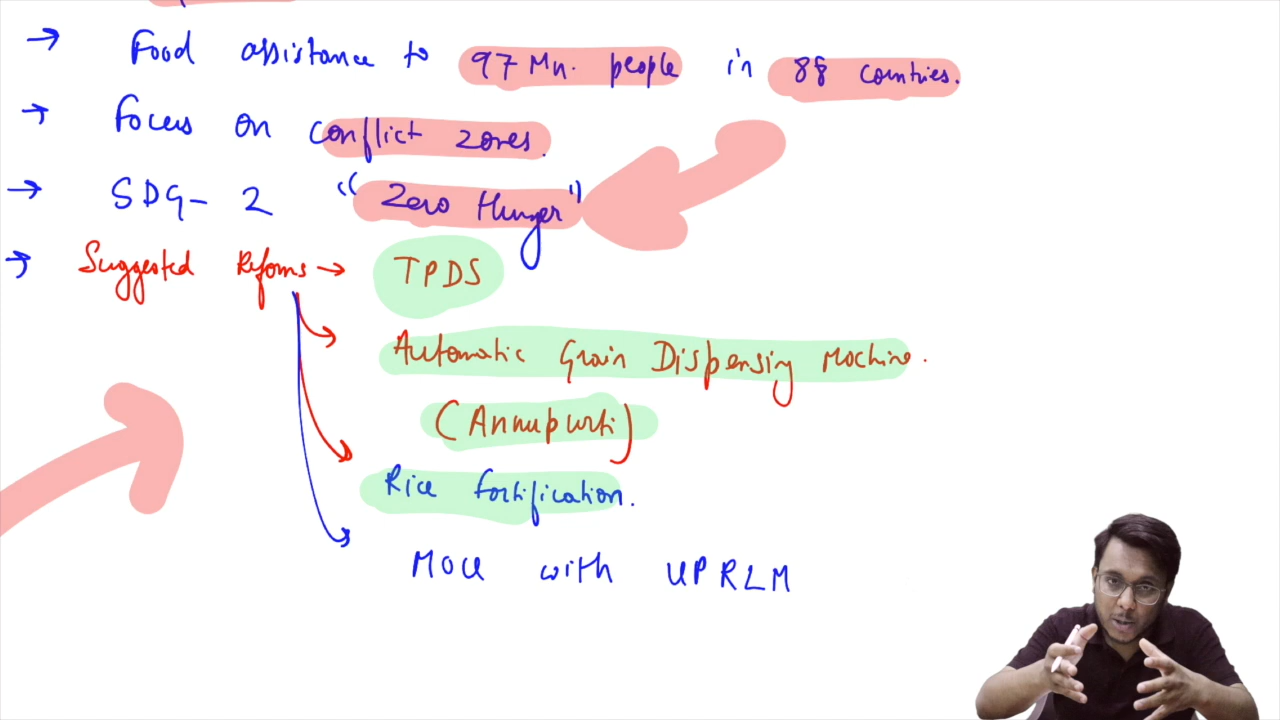 → Food assistance to 97 Mn. people in 88 countries.
→ Focus on conflict zones.
→ SDG- 2 "Zero Hunger"
→ Suggested Reforms → TPDS
Automatic Grain Dispensing Machine.
(Annupurti)
Rice fortification.
MOU with UPRLM